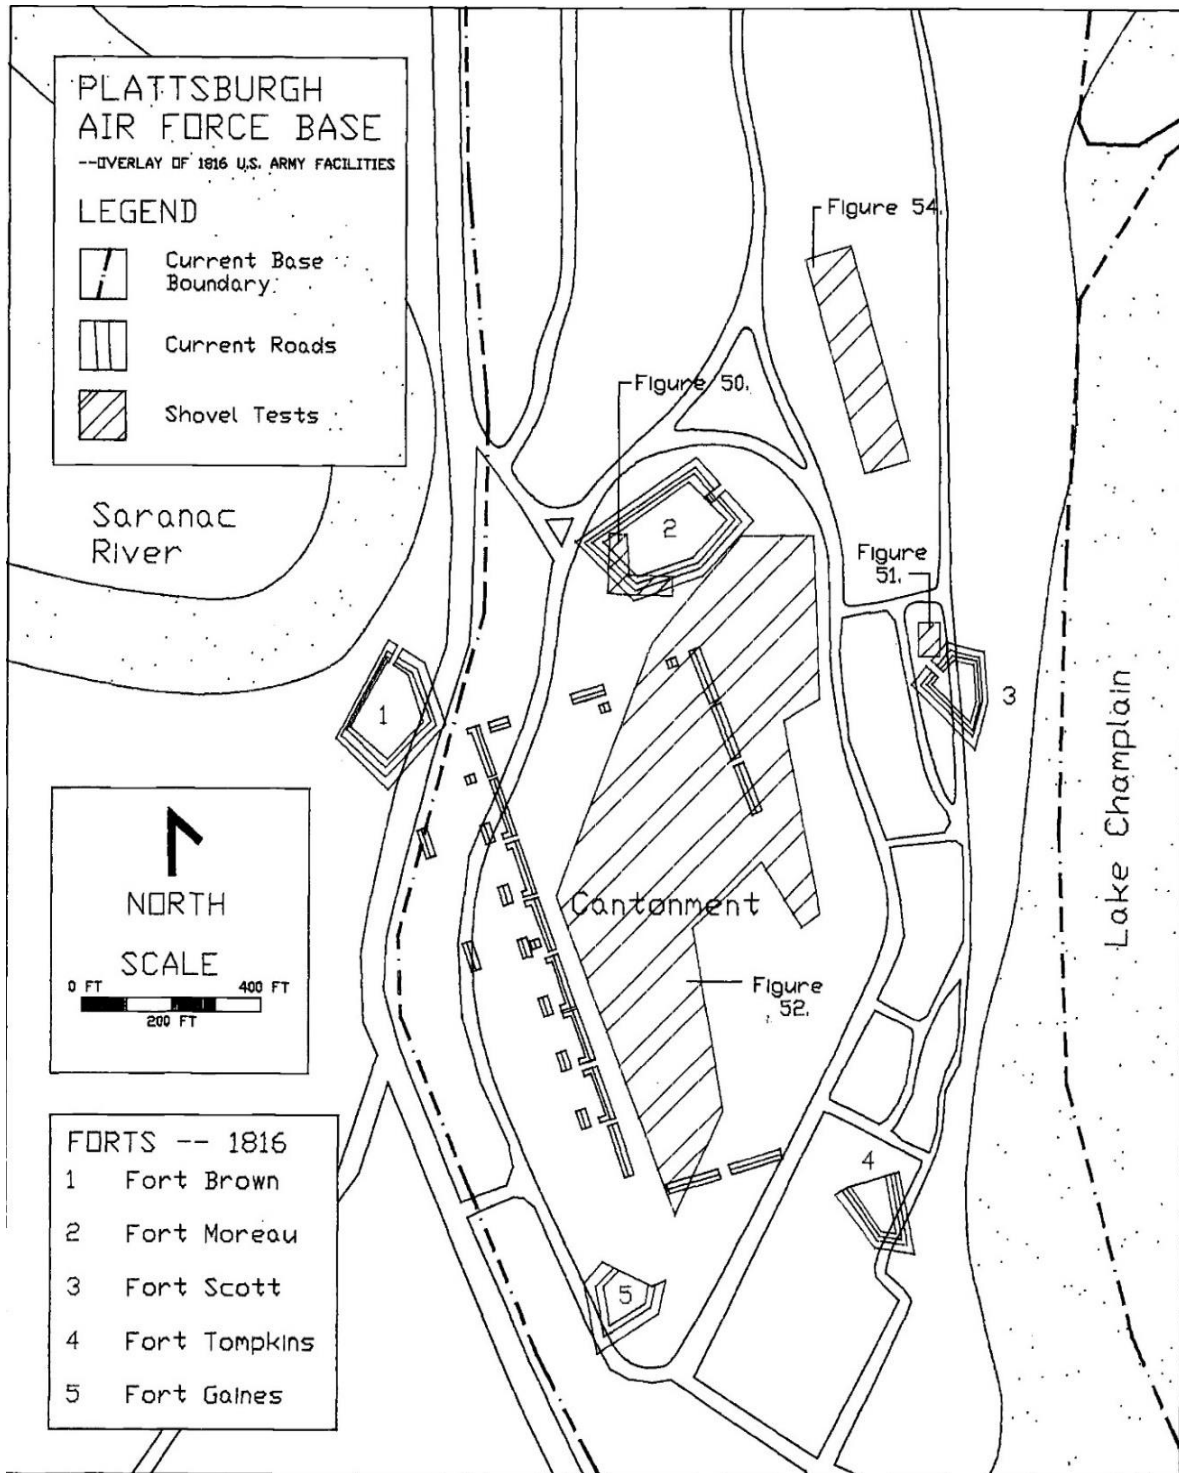 PLATTSBURGH
AIR FORCE BASE
--OVERLAY OF 1816 U.S. ARMY FACILITIES
LEGEND
Current Base
Boundary
Current Roads
Shovel Tests
Figure 54.
Figure 50.
Saranac
River
2
Figure
51.
1
3
Lake Champlain
NORTH
SCALE
0 FT
400 FT
200 FT
Cantonment
Figure
52.
FORTS -- 1816
1 Fort Brown
2 Fort Moreau
3 Fort Scott
4 Fort Tompkins
5 Fort Gaines
4
5